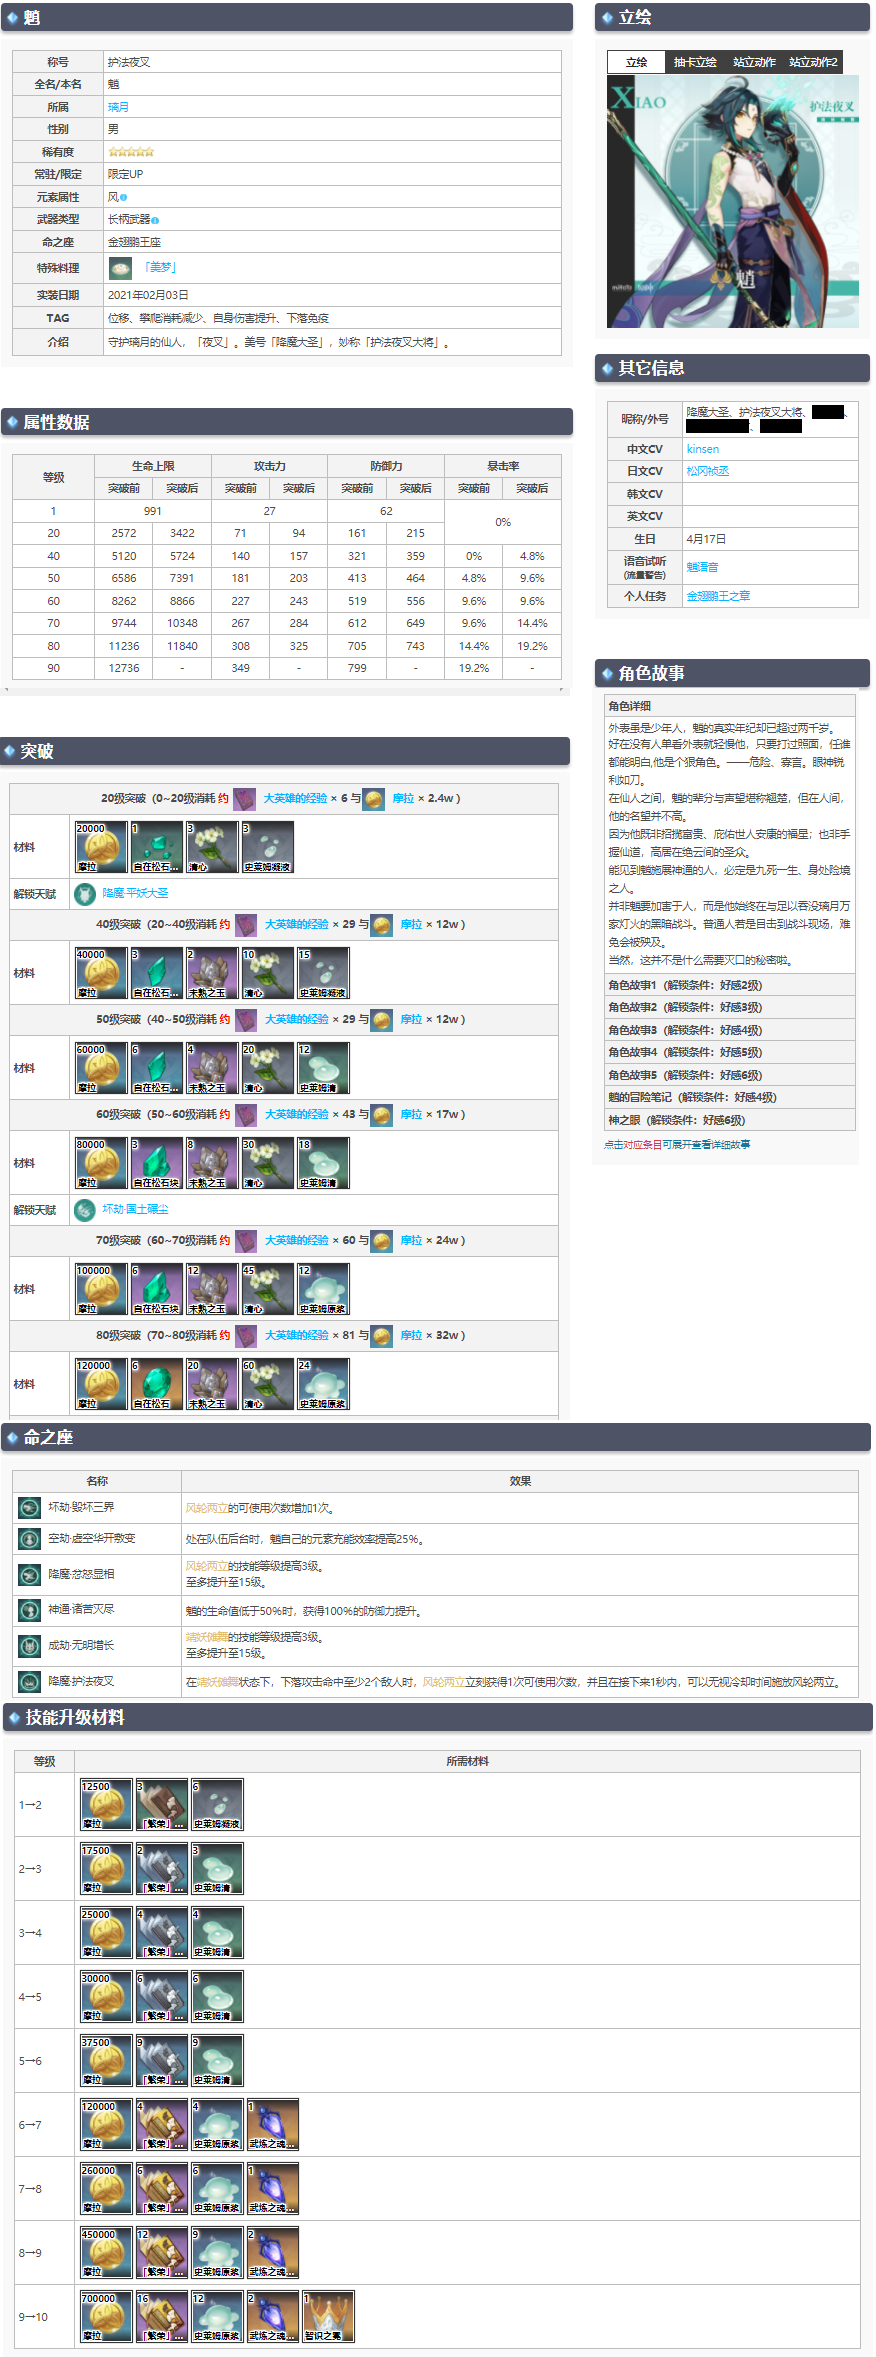 魈
称号 护法夜叉
全名/本名 魈
所属 璃月
性别 男
稀有度
常驻/限定 限定UP
元素属性 风
武器类型 长柄武器
命之座 金翅鹏王座
特殊料理 「美梦」
实装日期 2021年02月03日
TAG 位移、攀爬消耗减少、自身伤害提升、下落免疫
介绍 守护璃月的仙人，「夜叉」。美号「降魔大圣」，妙称「护法夜叉大将」。
立绘
立绘 抽卡立绘 站立动作 站立动作2
XIAO
护法夜叉
魈
其它信息
昵称/外号 降魔大圣、护法夜叉大将、
、
中文CV kinsen
日文CV 松冈祯丞
韩文CV
英文CV
生日 4月17日
语音试听 魈语音
(流量警告)
个人任务 金翅鹏王之章
属性数据
等级 生命上限 攻击力 防御力 暴击率
突破前 突破后 突破前 突破后 突破前 突破后 突破前 突破后
1 991 27 62 0%
20 2572 3422 71 94 161 215
40 5120 5724 140 157 321 359 0% 4.8%
50 6586 7391 181 203 413 464 4.8% 9.6%
60 8262 8866 227 243 519 556 9.6% 9.6%
70 9744 10348 267 284 612 649 9.6% 14.4%
80 11236 11840 308 325 705 743 14.4% 19.2%
90 12736 - 349 - 799 - 19.2% -
角色故事
角色详细
外表虽是少年人，魈的真实年纪却已超过两千岁。
好在没有人单看外表就轻慢他，只要打过照面，任谁
都能明白,他是个狠角色。——危险、寡言。眼神锐
利如刀。
在仙人之间，魈的辈分与声望堪称翘楚，但在人间，
他的名望并不高。
因为他既非招揽富贵、庇佑世人安康的福星；也非手
握仙道，高居在绝云间的圣众。
能见到魈施展神通的人，必定是九死一生、身处险境
之人。
并非魈要加害于人，而是他始终在与足以吞没璃月万
家灯火的黑暗战斗。普通人若是目击到战斗现场，难
免会被殃及。
当然，这并不是什么需要灭口的秘密啦。
角色故事1（解锁条件：好感2级）
角色故事2（解锁条件：好感3级）
角色故事3（解锁条件：好感4级）
角色故事4（解锁条件：好感5级）
角色故事5（解锁条件：好感6级）
魈的冒险笔记（解锁条件：好感4级）
神之眼（解锁条件：好感6级）
点击对应条目可展开查看详细故事
突破
20级突破（0~20级消耗 约 大英雄的经验 × 6 与 摩拉 × 2.4w ）
材料 20000 摩拉 1 自在松石... 3 清心 3 史莱姆凝液
解锁天赋 降魔·平妖大圣
40级突破（20~40级消耗 约 大英雄的经验 × 29 与 摩拉 × 12w ）
材料 40000 摩拉 3 自在松石... 2 未熟之玉 10 清心 15 史莱姆凝液
50级突破（40~50级消耗 约 大英雄的经验 × 29 与 摩拉 × 12w ）
材料 60000 摩拉 6 自在松石... 4 未熟之玉 20 清心 12 史莱姆清
60级突破（50~60级消耗 约 大英雄的经验 × 43 与 摩拉 × 17w ）
材料 80000 摩拉 3 自在松石块 8 未熟之玉 30 清心 18 史莱姆清
解锁天赋 坏劫·国土碾尘
70级突破（60~70级消耗 约 大英雄的经验 × 60 与 摩拉 × 24w ）
材料 100000 摩拉 6 自在松石块 12 未熟之玉 45 清心 12 史莱姆原浆
80级突破（70~80级消耗 约 大英雄的经验 × 81 与 摩拉 × 32w ）
材料 120000 摩拉 6 自在松石 20 未熟之玉 60 清心 24 史莱姆原浆
命之座
名称 效果
坏劫·毁坏三界 风轮两立的可使用次数增加1次。
空劫·虚空华开敷变 处在队伍后台时，魈自己的元素充能效率提高25%。
降魔·忿怒显相 风轮两立的技能等级提高3级。
至多提升至15级。
神通·诸苦灭尽 魈的生命值低于50%时，获得100%的防御力提升。
成劫·无明增长 靖妖傩舞的技能等级提高3级。
至多提升至15级。
降魔·护法夜叉 在靖妖傩舞状态下，下落攻击命中至少2个敌人时，风轮两立立刻获得1次可使用次数，并且在接下来1秒内，可以无视冷却时间施放风轮两立。
技能升级材料
等级 所需材料
1→2 12500 摩拉 3 「繁荣」... 6 史莱姆凝液
2→3 17500 摩拉 2 「繁荣」... 3 史莱姆清
3→4 25000 摩拉 4 「繁荣」... 4 史莱姆清
4→5 30000 摩拉 6 「繁荣」... 6 史莱姆清
5→6 37500 摩拉 9 「繁荣」... 9 史莱姆清
6→7 120000 摩拉 4 「繁荣」... 4 史莱姆原浆 1 武炼之魂...
7→8 260000 摩拉 6 「繁荣」... 6 史莱姆原浆 1 武炼之魂...
8→9 450000 摩拉 12 「繁荣」... 9 史莱姆原浆 2 武炼之魂...
9→10 700000 摩拉 16 「繁荣」... 12 史莱姆原浆 2 武炼之魂... 1 智识之冕